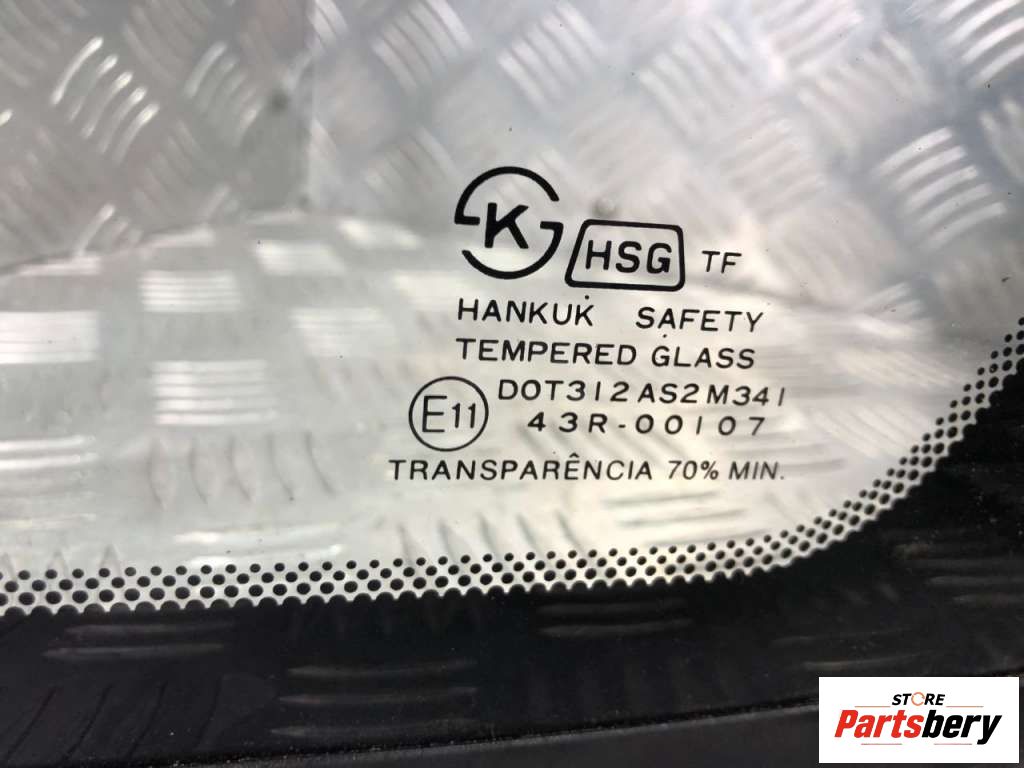 K
HSG TF
HANKUK SAFETY
TEMPERED GLASS
DOT312 AS2 M341
E11 43R-00107
TRANSPARÊNCIA 70% MIN.
STORE
Partsbery